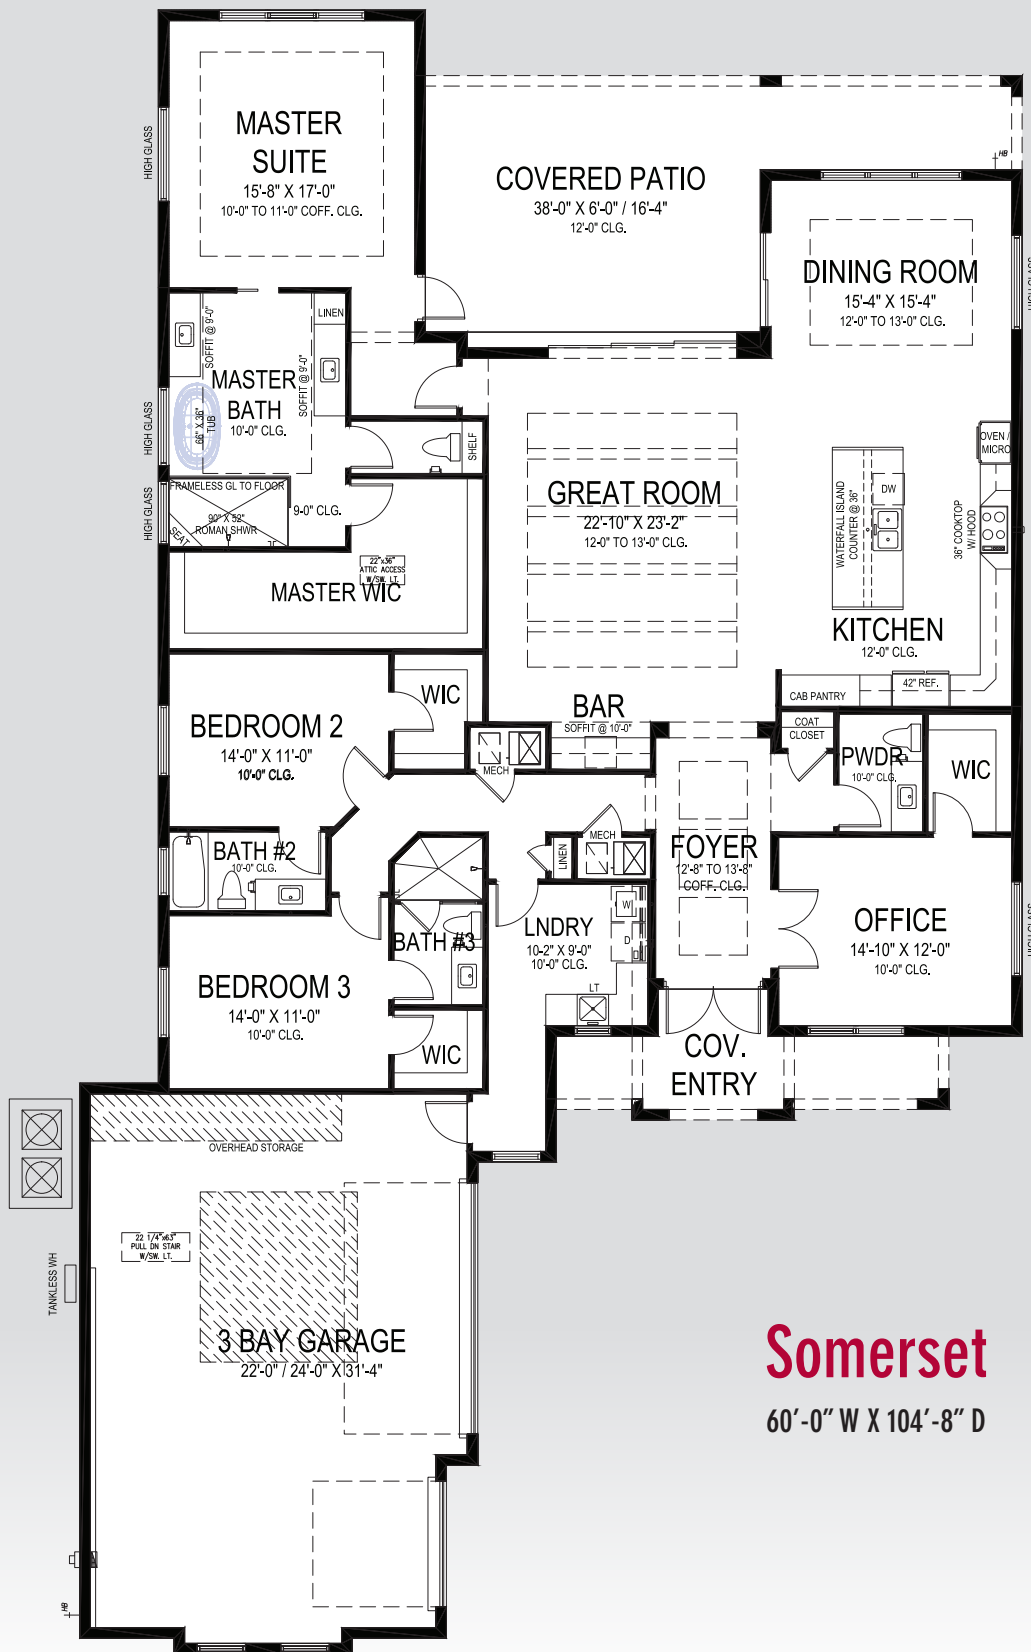 MASTER
SUITE
15'-8" X 17'-0"
10'-0" TO 11'-0" COFF. CLG.
HIGH GLASS
COVERED PATIO
38'-0" X 6'-0" / 16'-4"
12'-0" CLG.
HB
DINING ROOM
15'-4" X 15'-4"
12'-0" TO 13'-0" CLG.
HIGH GLASS
LINEN
SOFFIT @ 9'-0"
SOFFIT @ 9'-0"
MASTER
BATH
10'-0" CLG.
66" X 36"
TUB
HIGH GLASS
SHELF
FRAMELESS GL TO FLOOR
9-0" CLG.
90" X 52"
ROMAN SHWR
SEAT
HIGH GLASS
GREAT ROOM
22'-10" X 23'-2"
12-0" TO 13'-0" CLG.
OVEN /
MICRO
DW
WATERFALL ISLAND
COUNTER @ 36"
36" COOKTOP
W/ HOOD
22"x36"
ATTIC ACCESS
W/SW. LT.
MASTER WIC
KITCHEN
12'-0" CLG.
CAB PANTRY
42" REF.
BEDROOM 2
14'-0" X 11'-0"
10'-0" CLG.
WIC
BAR
SOFFIT @ 10'-0"
MECH
COAT
CLOSET
PWDR
10'-0" CLG.
WIC
BATH #2
10'-0" CLG.
MECH
LINEN
FOYER
12'-8" TO 13'-8"
COFF. CLG.
BATH #3
LNDRY
10-2" X 9'-0"
10'-0" CLG.
W
D
LT
OFFICE
14'-10" X 12'-0"
10'-0" CLG.
HIGH GLASS
BEDROOM 3
14'-0" X 11'-0"
10'-0" CLG.
WIC
COV.
ENTRY
OVERHEAD STORAGE
22 1/4"x63"
PULL DN STAIR
W/SW. LT.
TANKLESS WH
3 BAY GARAGE
22'-0" / 24'-0" X 31'-4"
HB
Somerset
60'-0" W X 104'-8" D